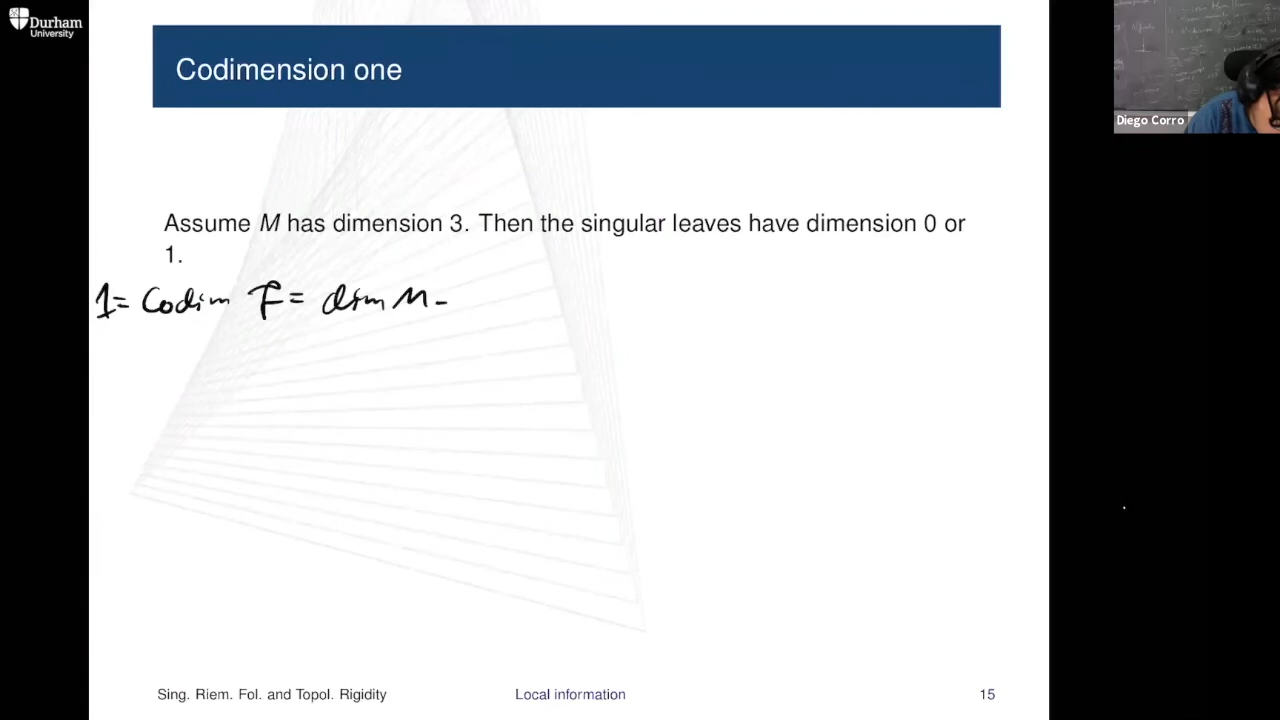 Durham
University
Codimension one
Diego Corro
Assume M has dimension 3. Then the singular leaves have dimension 0 or
1.
1= Codim F= dim M-
Sing. Riem. Fol. and Topol. Rigidity
Local information
15